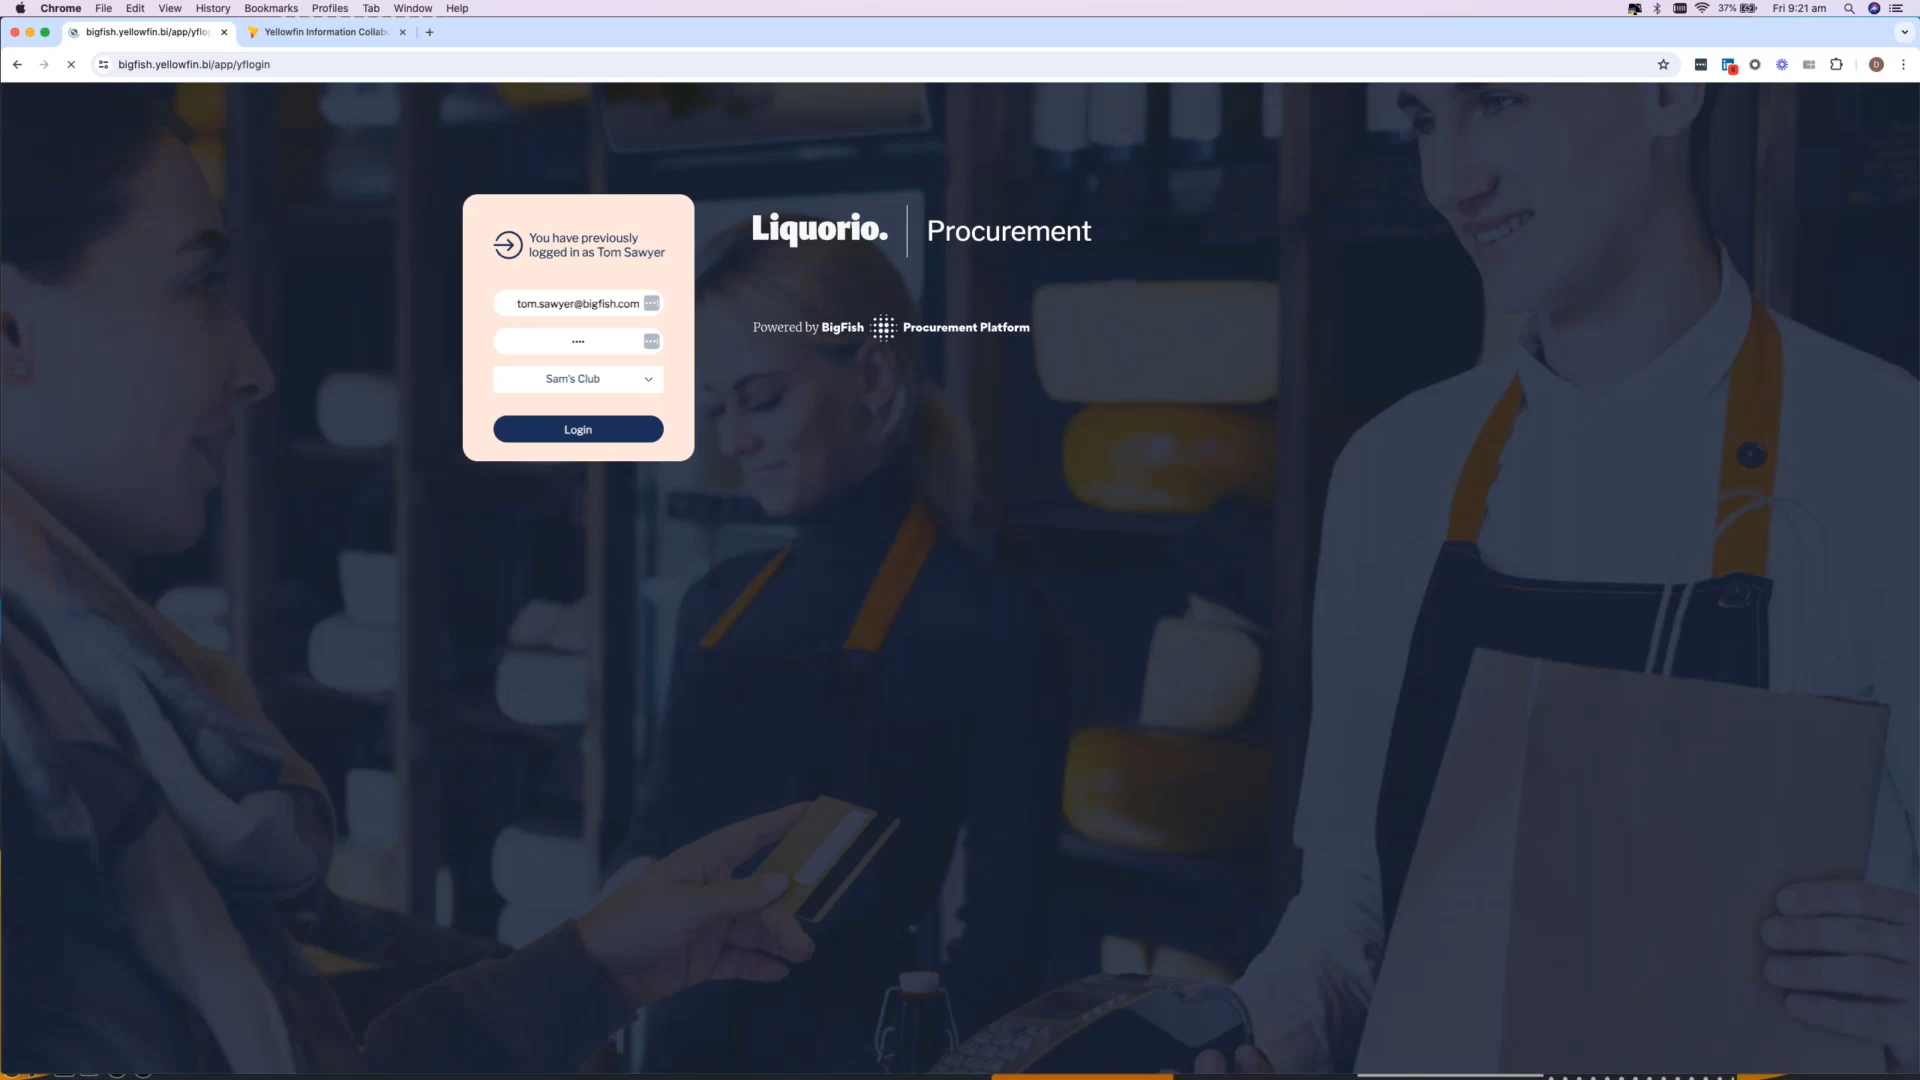 Chrome File Edit View History Bookmarks Profiles Tab Window Help 37% Fri 9:21 am
bigfish.yellowfin.bi/app/yflo Yellowfin Information Collab
bigfish.yellowfin.bi/app/yflogin
You have previously
logged in as Tom Sawyer
tom.sawyer@bigfish.com
Sam's Club
Login
Liquorio. Procurement
Powered by BigFish Procurement Platform